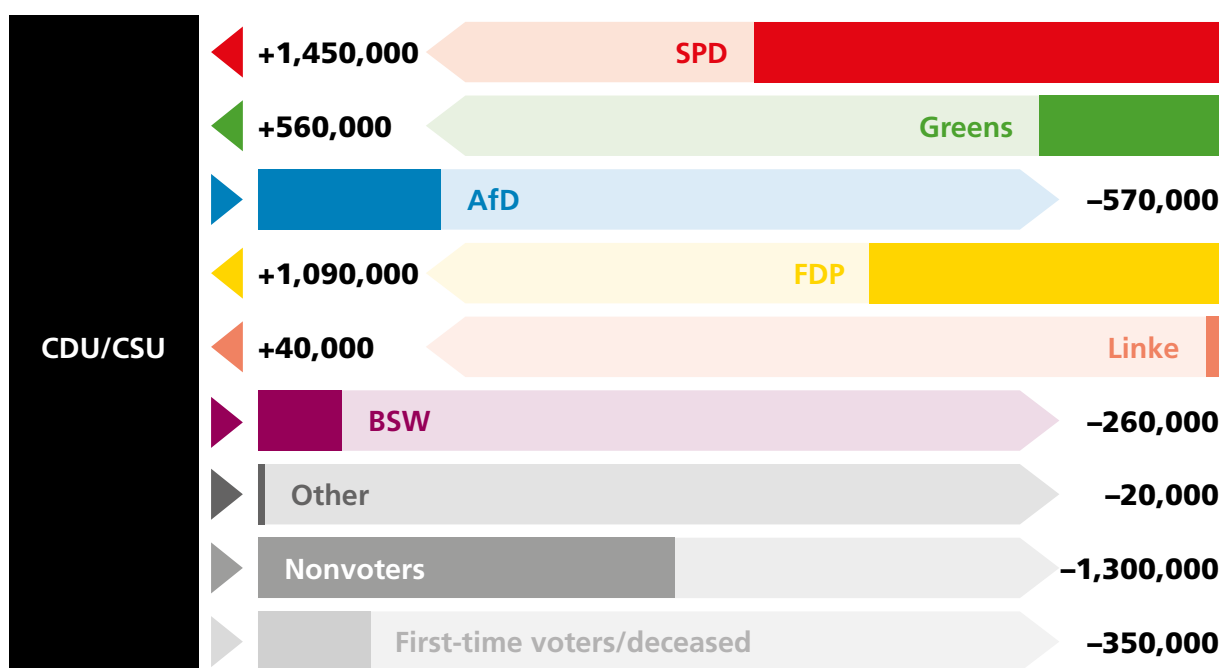 +1,450,000 SPD
+560,000 Greens
AfD –570,000
+1,090,000 FDP
CDU/CSU +40,000 Linke
BSW –260,000
Other –20,000
Nonvoters –1,300,000
First-time voters/deceased –350,000